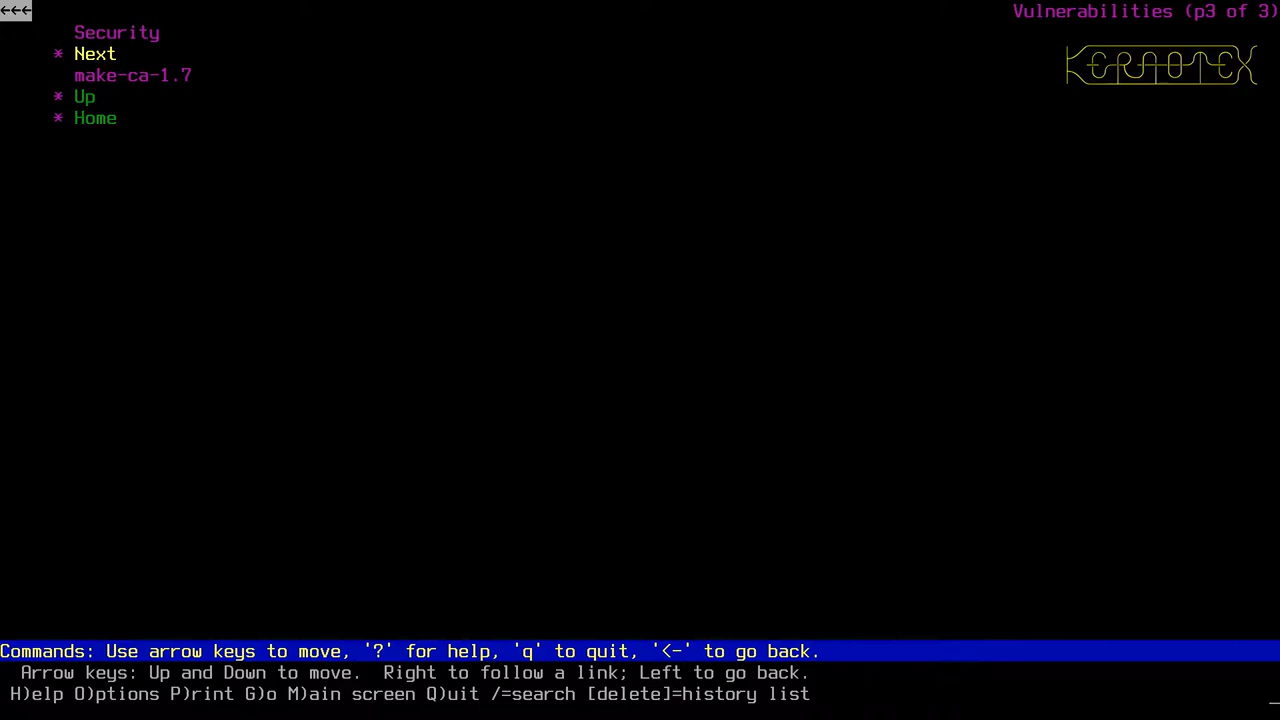 ←←← Vulnerabilities (p3 of 3)
Security
* Next
make-ca-1.7
* Up
* Home
KERAOTEX
Commands: Use arrow keys to move, '?' for help, 'q' to quit, '<-' to go back.
Arrow keys: Up and Down to move. Right to follow a link; Left to go back.
H)elp O)ptions P)rint G)o M)ain screen Q)uit /=search [delete]=history list